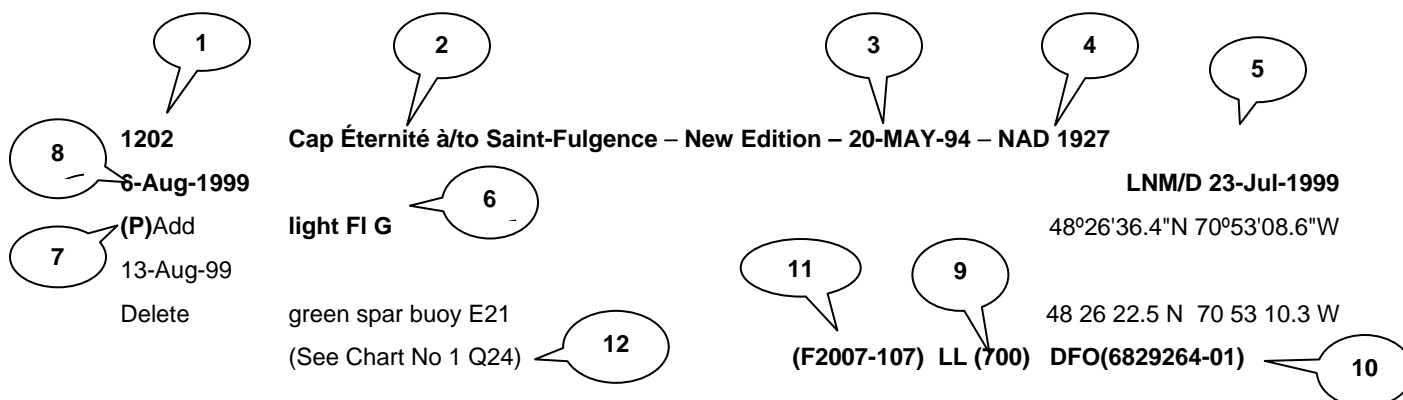 1 2 3 4 5
1202 Cap Éternité à/to Saint-Fulgence – New Edition – 20-MAY-94 – NAD 1927
8 6-Aug-1999 LNM/D 23-Jul-1999
6
(P)Add light Fl G 48º26'36.4"N 70º53'08.6"W
7 13-Aug-99 11 9
Delete green spar buoy E21 48 26 22.5 N 70 53 10.3 W
12
(See Chart No 1 Q24) (F2007-107) LL (700) DFO(6829264-01)
10